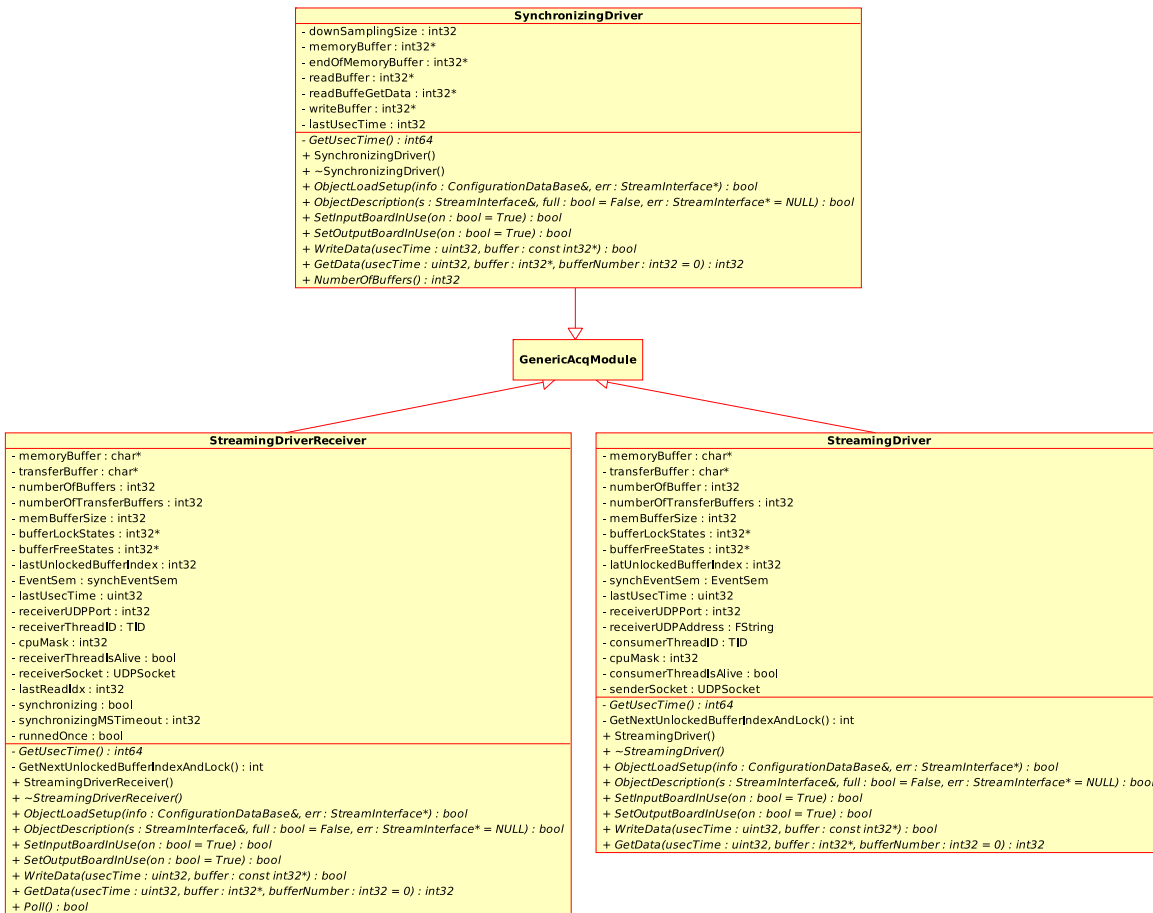 SynchronizingDriver
- downSamplingSize : int32
- memoryBuffer : int32*
- endOfMemoryBuffer : int32*
- readBuffer : int32*
- readBuffeGetData : int32*
- writeBuffer : int32*
- lastUsecTime : int32
- GetUsecTime() : int64
+ SynchronizingDriver()
+ ~SynchronizingDriver()
+ ObjectLoadSetup(info : ConfigurationDataBase&, err : StreamInterface*) : bool
+ ObjectDescription(s : StreamInterface&, full : bool = False, err : StreamInterface* = NULL) : bool
+ SetInputBoardInUse(on : bool = True) : bool
+ SetOutputBoardInUse(on : bool = True) : bool
+ WriteData(usecTime : uint32, buffer : const int32*) : bool
+ GetData(usecTime : uint32, buffer : int32*, bufferNumber : int32 = 0) : int32
+ NumberOfBuffers() : int32
GenericAcqModule
StreamingDriverReceiver
- memoryBuffer : char*
- transferBuffer : char*
- numberOfBuffers : int32
- numberOfTransferBuffers : int32
- memBufferSize : int32
- bufferLockStates : int32*
- bufferFreeStates : int32*
- lastUnlockedBufferIndex : int32
- EventSem : synchEventSem
- lastUsecTime : uint32
- receiverUDPPort : int32
- receiverThreadID : TID
- cpuMask : int32
- receiverThreadIsAlive : bool
- receiverSocket : UDPSocket
- lastReadIdx : int32
- synchronizing : bool
- synchronizingMSTimeout : int32
- runnedOnce : bool
- GetUsecTime() : int64
- GetNextUnlockedBufferIndexAndLock() : int
+ StreamingDriverReceiver()
+ ~StreamingDriverReceiver()
+ ObjectLoadSetup(info : ConfigurationDataBase&, err : StreamInterface*) : bool
+ ObjectDescription(s : StreamInterface&, full : bool = False, err : StreamInterface* = NULL) : bool
+ SetInputBoardInUse(on : bool = True) : bool
+ SetOutputBoardInUse(on : bool = True) : bool
+ WriteData(usecTime : uint32, buffer : const int32*) : bool
+ GetData(usecTime : uint32, buffer : int32*, bufferNumber : int32 = 0) : int32
+ Poll() : bool
StreamingDriver
- memoryBuffer : char*
- transferBuffer : char*
- numberOfBuffer : int32
- numberOfTransferBuffers : int32
- memBufferSize : int32
- bufferLockStates : int32*
- bufferFreeStates : int32*
- latUnlockedBufferIndex : int32
- synchEventSem : EventSem
- lastUsecTime : uint32
- receiverUDPPort : int32
- receiverUDPAddress : FString
- consumerThreadID : TID
- cpuMask : int32
- consumerThreadIsAlive : bool
- senderSocket : UDPSocket
- GetUsecTime() : int64
- GetNextUnlockedBufferIndexAndLock() : int
+ StreamingDriver()
+ ~StreamingDriver()
+ ObjectLoadSetup(info : ConfigurationDataBase&, err : StreamInterface*) : bool
+ ObjectDescription(s : StreamInterface&, full : bool = False, err : StreamInterface* = NULL) : bool
+ SetInputBoardInUse(on : bool = True) : bool
+ SetOutputBoardInUse(on : bool = True) : bool
+ WriteData(usecTime : uint32, buffer : const int32*) : bool
+ GetData(usecTime : uint32, buffer : int32*, bufferNumber : int32 = 0) : int32